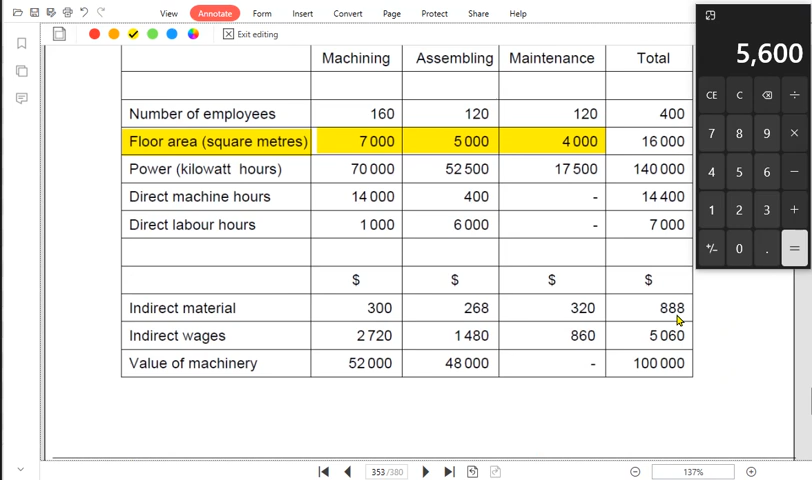 View Annotate Form Insert Convert Page Protect Share Help
Exit editing
5,600
CE C ÷
7 8 9 ×
4 5 6 −
1 2 3 +
+/− 0 . =
Machining Assembling Maintenance Total
Number of employees 160 120 120 400
Floor area (square metres) 7 000 5 000 4 000 16 000
Power (kilowatt hours) 70 000 52 500 17 500 140 000
Direct machine hours 14 000 400 - 14 400
Direct labour hours 1 000 6 000 - 7 000
$ $ $ $
Indirect material 300 268 320 888
Indirect wages 2 720 1 480 860 5 060
Value of machinery 52 000 48 000 - 100 000
353 /380 137%